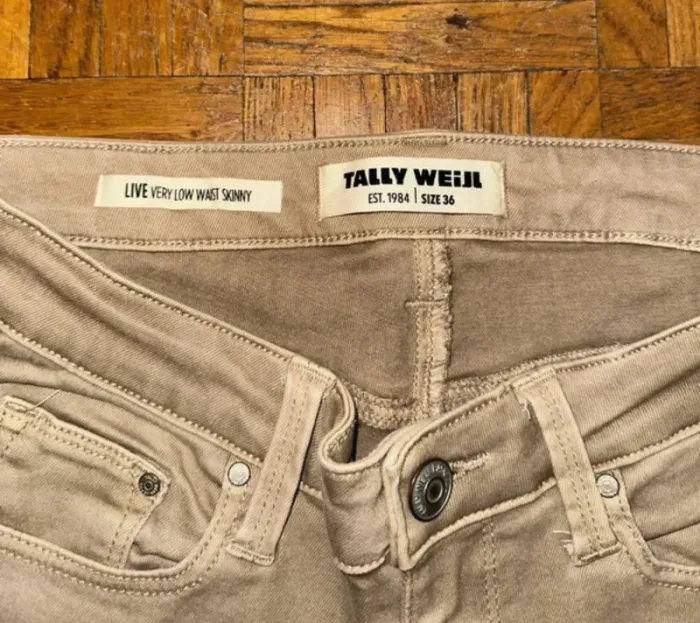 LIVE VERY LOW WAIST SKINNY
TALLY WEiJL
EST. 1984 | SIZE 36